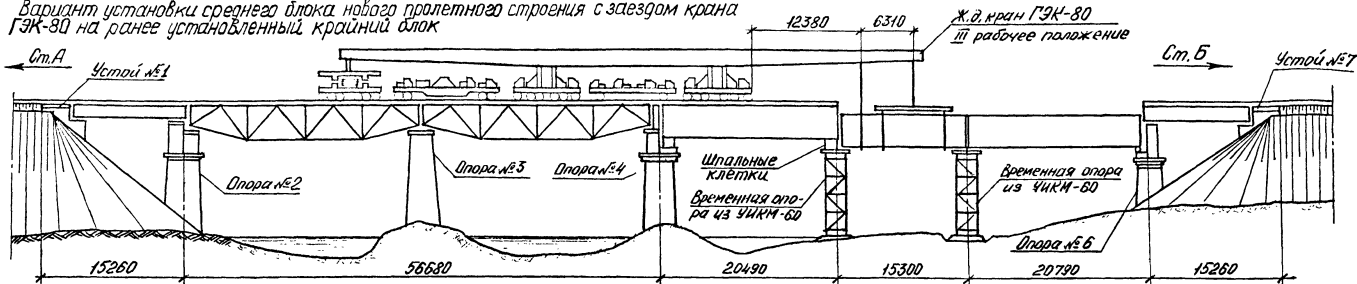 Вариант установки среднего блока нового пролетного строения с заездом крана
ГЭК-80 на ранее установленный крайний блок
12380
6310
Ж.д. кран ГЭК-80
III рабочее положение
Ст.А
Устой №1
Ст. Б
Устой №7
Опора №2
Опора №3
Опора №4
Шпальные
клетки
Временная опо-
ра из УИКМ-60
Временная опора
из УИКМ-60
Опора №6
15260
56680
20490
15300
20790
15260